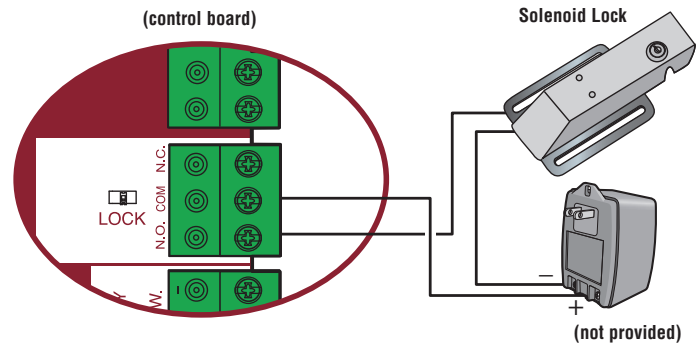 (control board)
Solenoid Lock
N.C.
COM
LOCK
N.O.
Y
W.
–
+
(not provided)